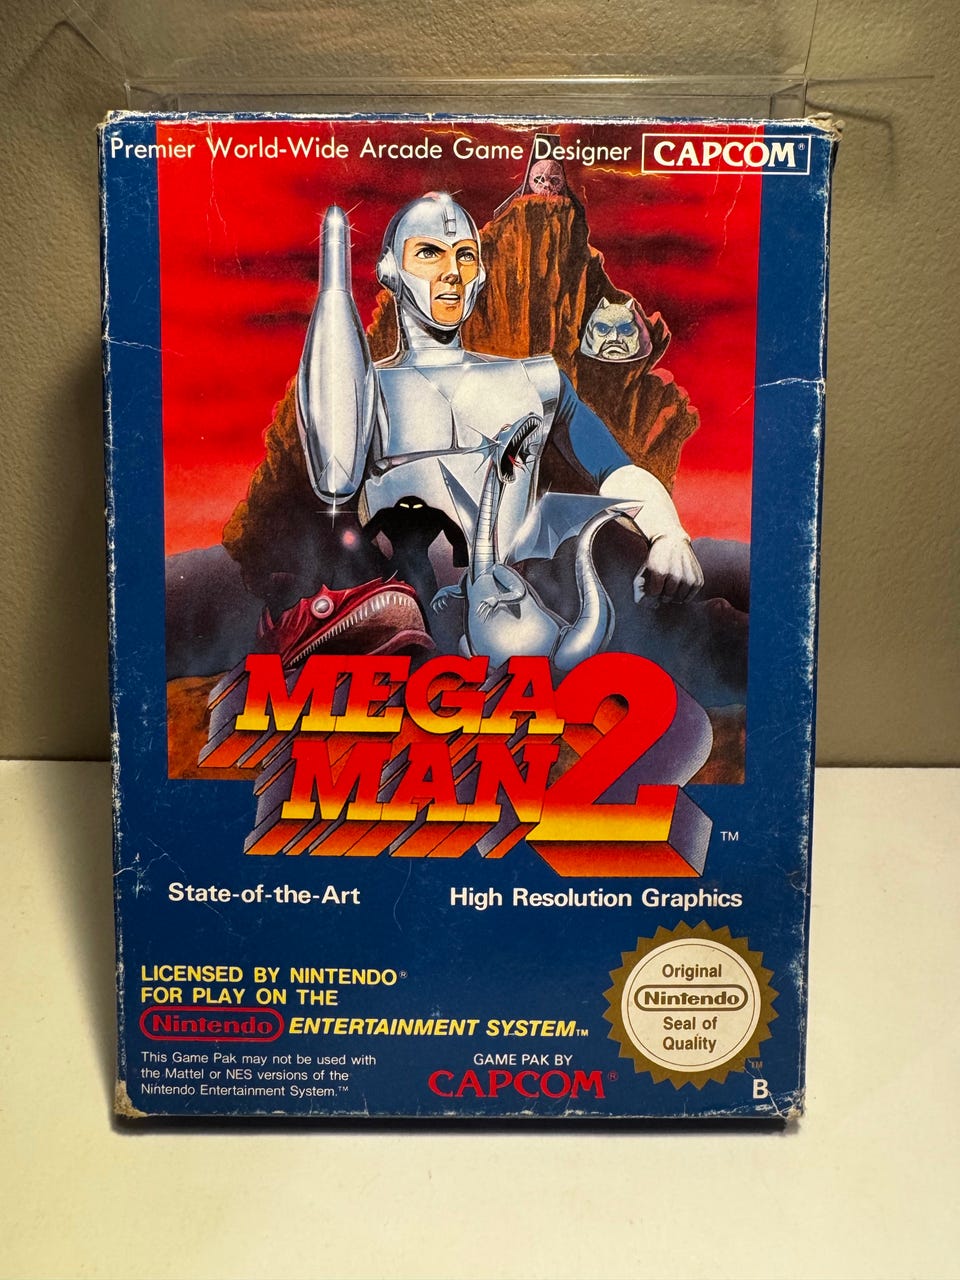 Premier World-Wide Arcade Game Designer CAPCOM®
MEGA
MAN 2
TM
State-of-the-Art High Resolution Graphics
LICENSED BY NINTENDO®
FOR PLAY ON THE
Nintendo ENTERTAINMENT SYSTEM™
This Game Pak may not be used with
the Mattel or NES versions of the
Nintendo Entertainment System.™
GAME PAK BY
CAPCOM®
Original
Nintendo
Seal of
Quality
TM
B